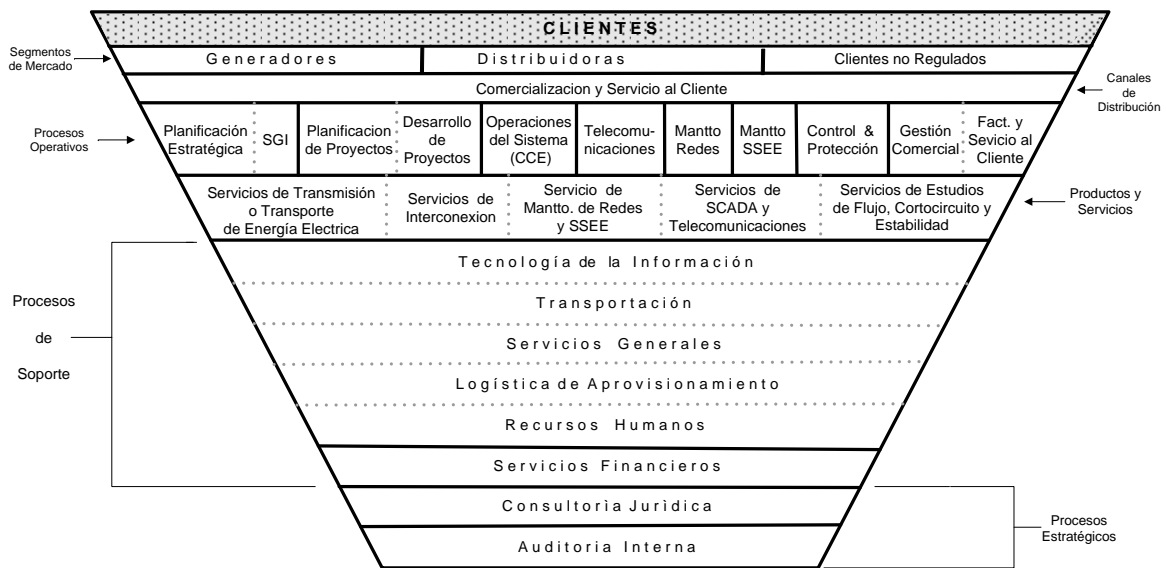 CLIENTES
Segmentos
de Mercado
Generadores
Distribuidoras
Clientes no Regulados
Comercializacion y Servicio al Cliente
Canales
de
Distribución
Procesos
Operativos
Planificación
Estratégica
SGI
Planificacion
de Proyectos
Desarrollo
de
Proyectos
Operaciones
del Sistema
(CCE)
Telecomu-
nicaciones
Mantto
Redes
Mantto
SSEE
Control &
Protección
Gestión
Comercial
Fact. y
Sevicio al
Cliente
Servicios de Transmisión
o Transporte
de Energía Electrica
Servicios de
Interconexion
Servicio de
Mantto. de Redes
y SSEE
Servicios de
SCADA y
Telecomunicaciones
Servicios de Estudios
de Flujo, Cortocircuito y
Estabilidad
Productos y
Servicios
Procesos
de
Soporte
Tecnología de la Información
Transportación
Servicios Generales
Logística de Aprovisionamiento
Recursos Humanos
Servicios Financieros
Consultorìa Jurìdica
Auditoria Interna
Procesos
Estratégicos